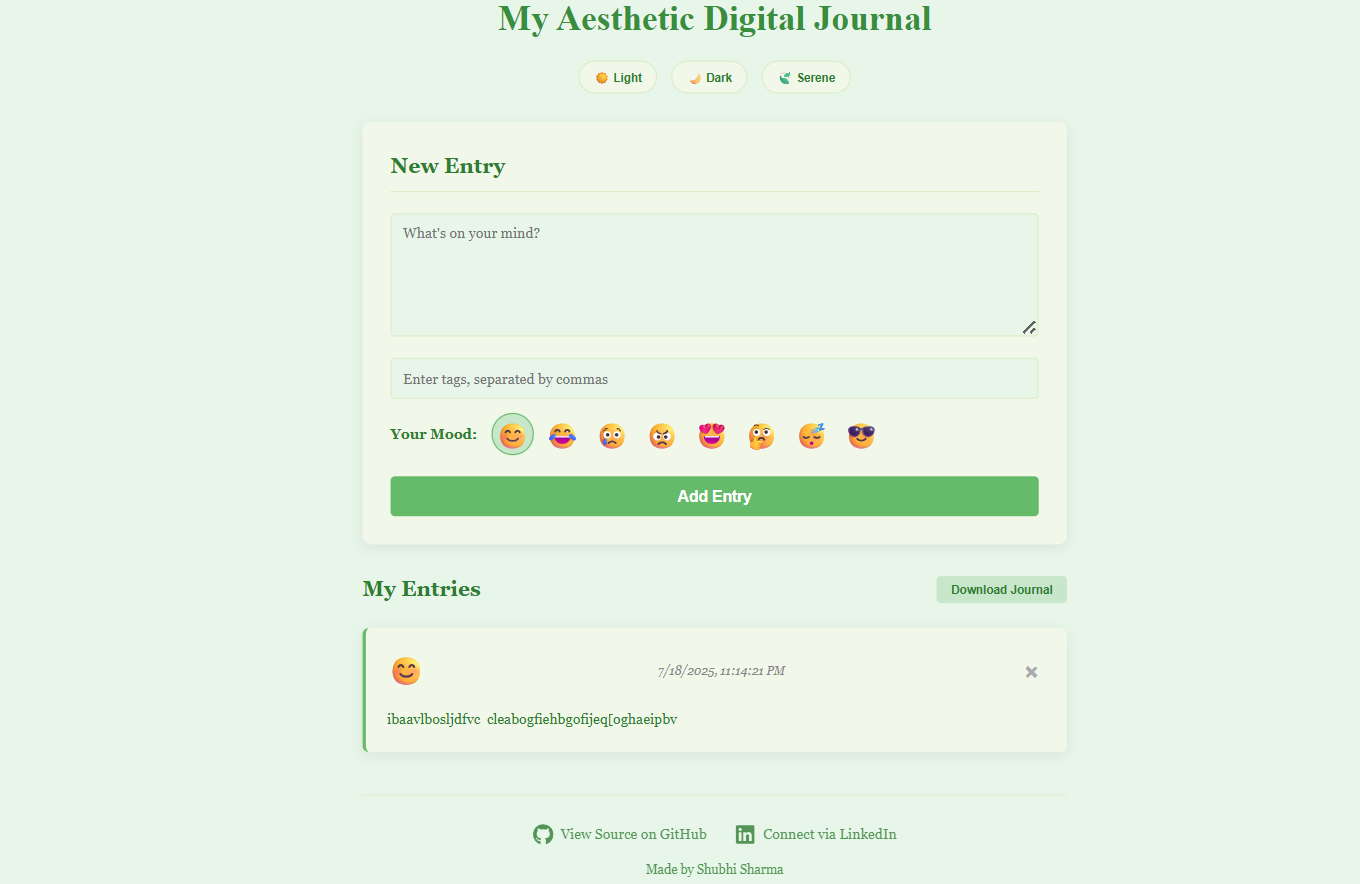 My Aesthetic Digital Journal
Light Dark Serene
New Entry
What's on your mind?
Enter tags, separated by commas
Your Mood:
Add Entry
My Entries Download Journal
7/18/2025, 11:14:21 PM
ibaavlbosljdfvc cleabogfiehbgofijeq[oghaeipbv
View Source on GitHub Connect via LinkedIn
Made by Shubhi Sharma